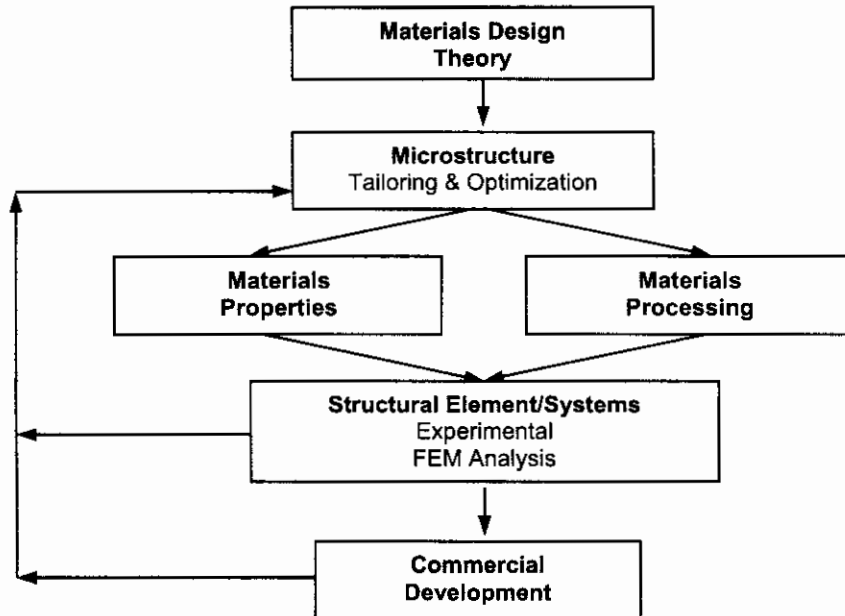 Materials Design
Theory
Microstructure
Tailoring & Optimization
Materials
Properties
Materials
Processing
Structural Element/Systems
Experimental
FEM Analysis
Commercial
Development